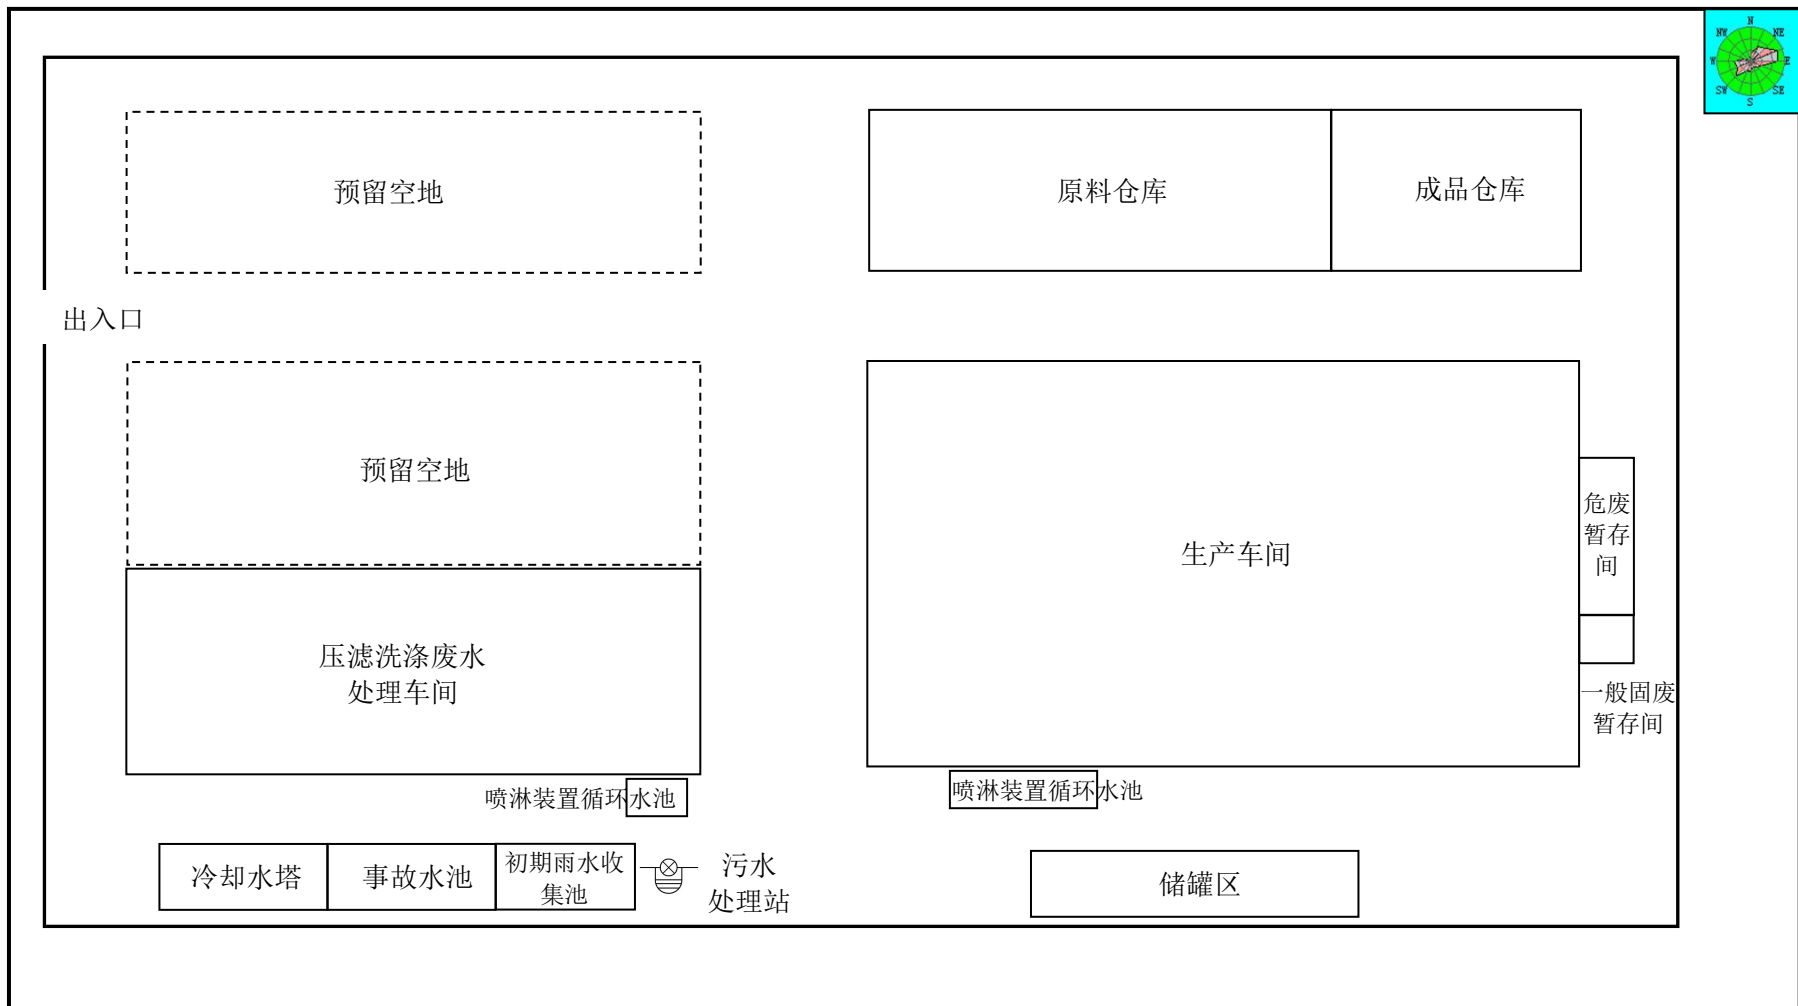 N
NW
NE
W
E
SW
SE
S
预留空地
原料仓库
成品仓库
出入口
预留空地
生产车间
危废
暂存
间
压滤洗涤废水
处理车间
一般固废
暂存间
喷淋装置循环水池
喷淋装置循环水池
冷却水塔
事故水池
初期雨水收
集池
污水
处理站
储罐区